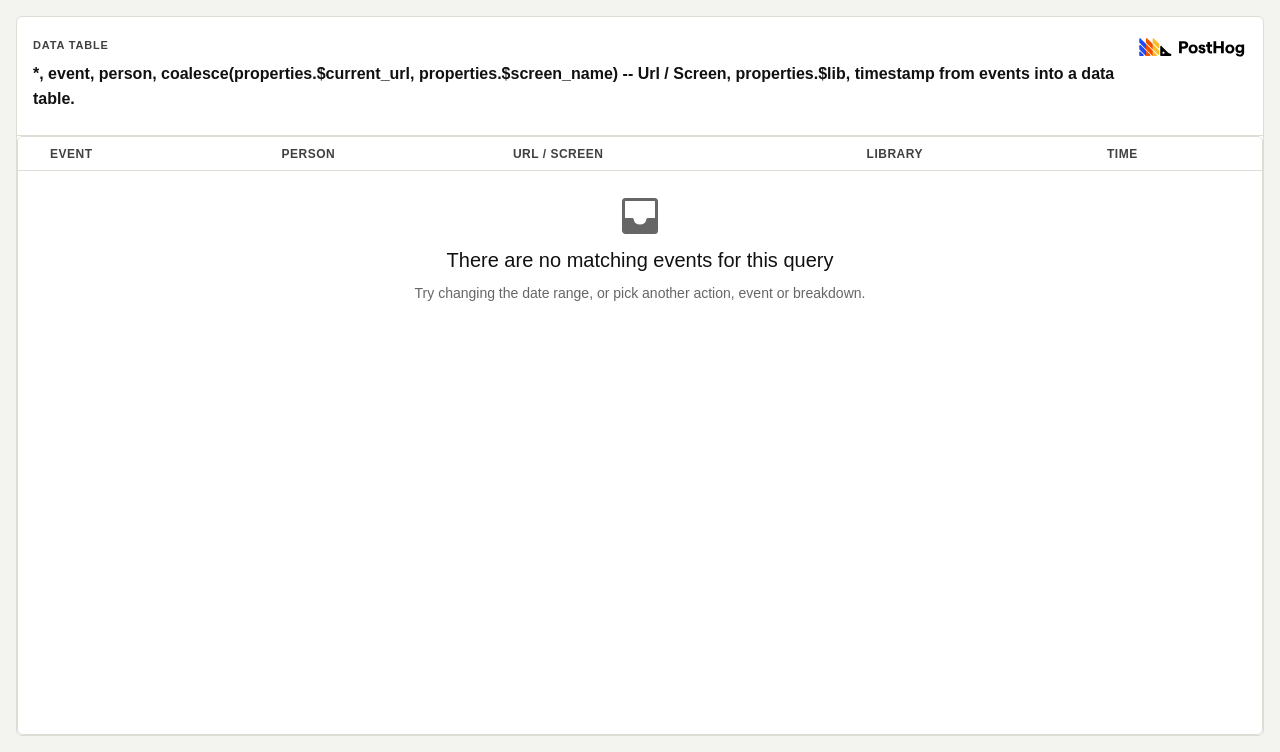 DATA TABLE
PostHog
*, event, person, coalesce(properties.$current_url, properties.$screen_name) -- Url / Screen, properties.$lib, timestamp from events into a data
table.
EVENT PERSON URL / SCREEN LIBRARY TIME
There are no matching events for this query
Try changing the date range, or pick another action, event or breakdown.